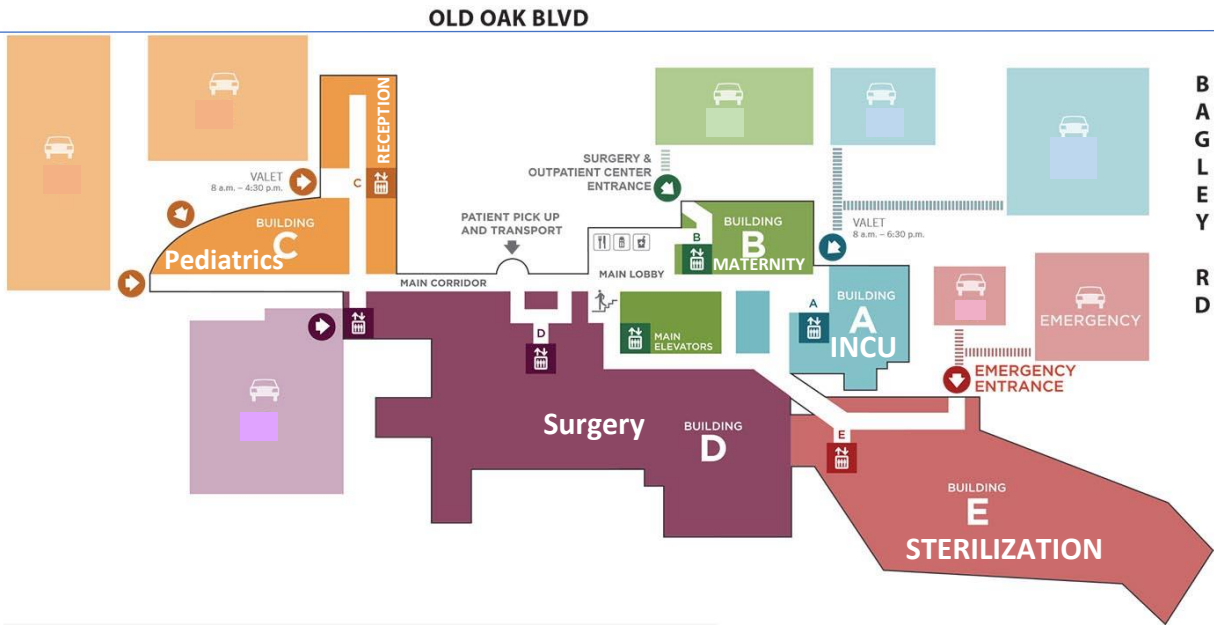 OLD OAK BLVD
BAGLEY RD
RECEPTION
C
VALET
8 a.m. – 4:30 p.m.
BUILDING
C
Pediatrics
SURGERY &
OUTPATIENT CENTER
ENTRANCE
PATIENT PICK UP
AND TRANSPORT
MAIN CORRIDOR
MAIN LOBBY
BUILDING
B
B
MATERNITY
VALET
8 a.m. – 6:30 p.m.
A
BUILDING
A
INCU
EMERGENCY
EMERGENCY
ENTRANCE
D
MAIN
ELEVATORS
Surgery
BUILDING
D
E
BUILDING
E
STERILIZATION